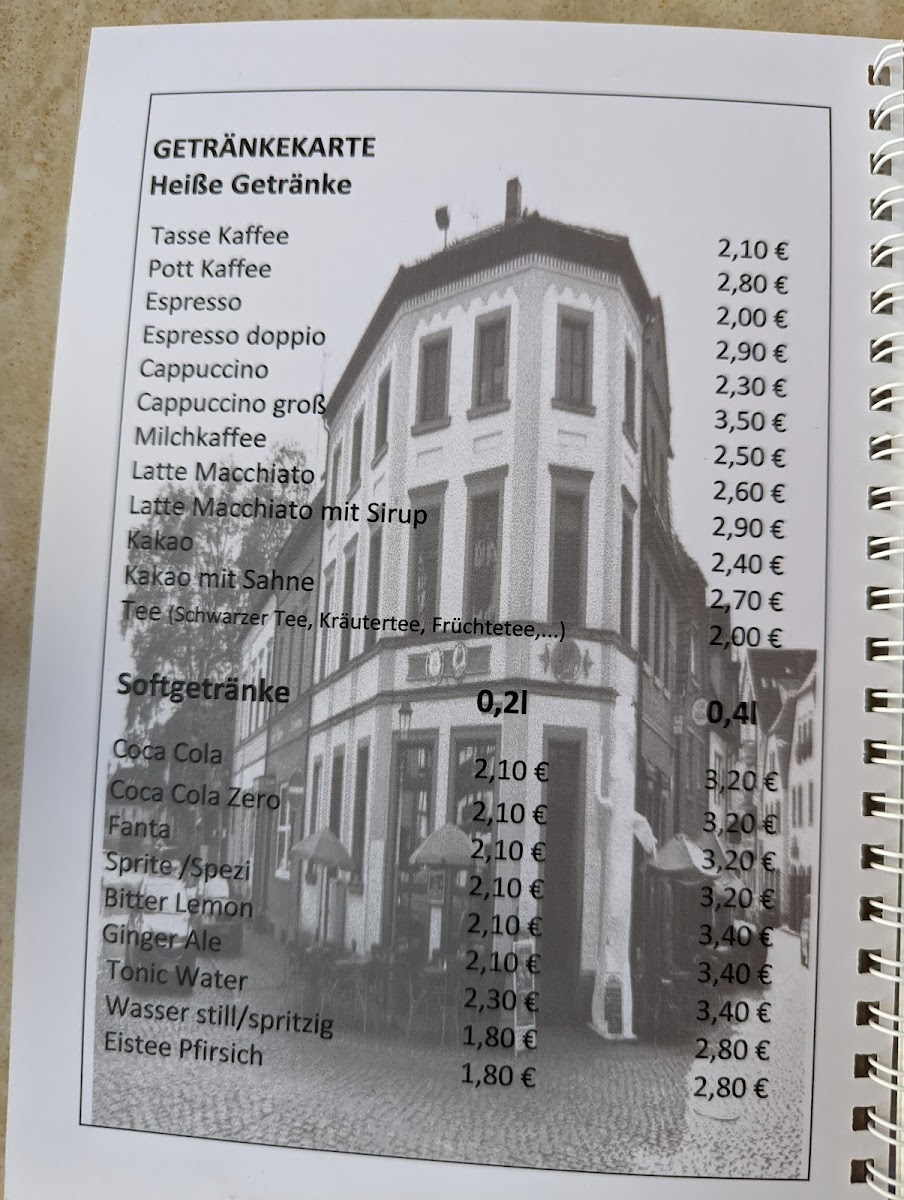 GETRÄNKEKARTE
Heiße Getränke
Tasse Kaffee 2,10 €
Pott Kaffee 2,80 €
Espresso 2,00 €
Espresso doppio 2,90 €
Cappuccino 2,30 €
Cappuccino groß 3,50 €
Milchkaffee 2,50 €
Latte Macchiato 2,60 €
Latte Macchiato mit Sirup 2,90 €
Kakao 2,40 €
Kakao mit Sahne 2,70 €
Tee (Schwarzer Tee, Kräutertee, Früchtetee,...) 2,00 €
Softgetränke 0,2l 0,4l
Coca Cola 2,10 € 3,20 €
Coca Cola Zero 2,10 € 3,20 €
Fanta 2,10 € 3,20 €
Sprite /Spezi 2,10 € 3,20 €
Bitter Lemon 2,10 € 3,40 €
Ginger Ale 2,10 € 3,40 €
Tonic Water 2,30 € 3,40 €
Wasser still/spritzig 1,80 € 2,80 €
Eistee Pfirsich 1,80 € 2,80 €